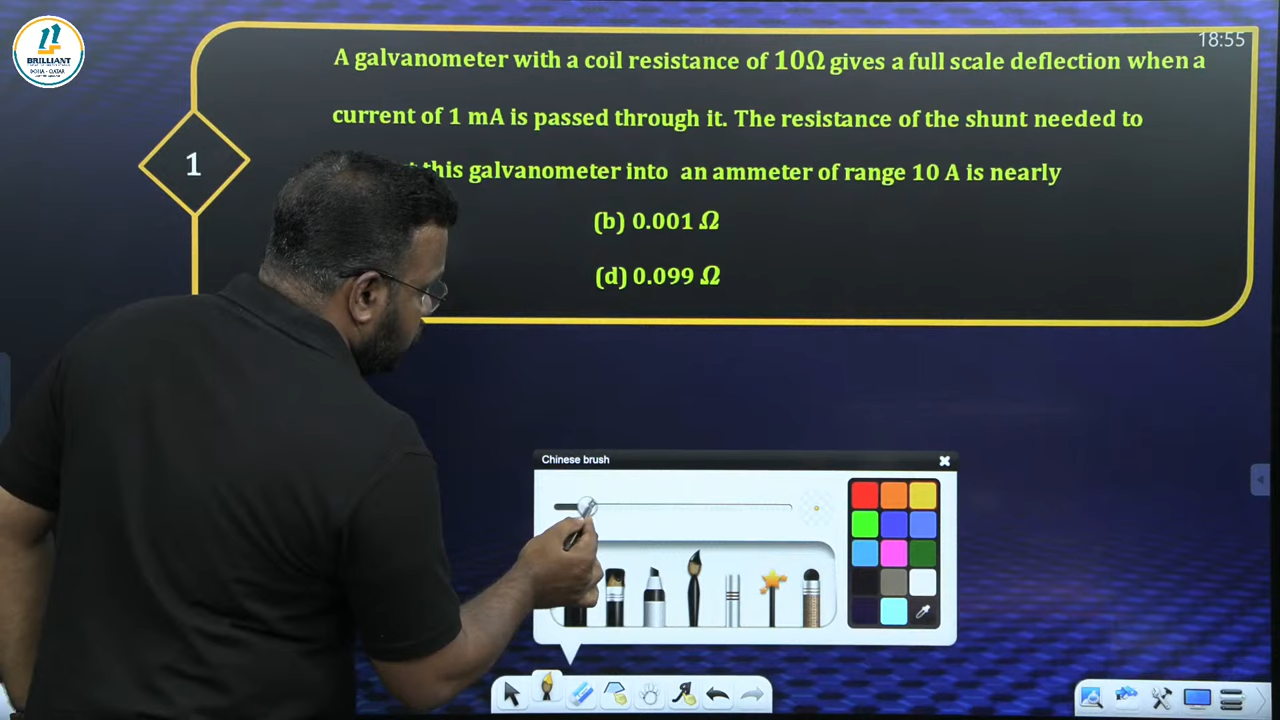 BRILLIANT
DOHA - QATAR
18:55
A galvanometer with a coil resistance of 10Ω gives a full scale deflection when a
1
current of 1 mA is passed through it. The resistance of the shunt needed to
this galvanometer into an ammeter of range 10 A is nearly
(b) 0.001 Ω
(d) 0.099 Ω
Chinese brush